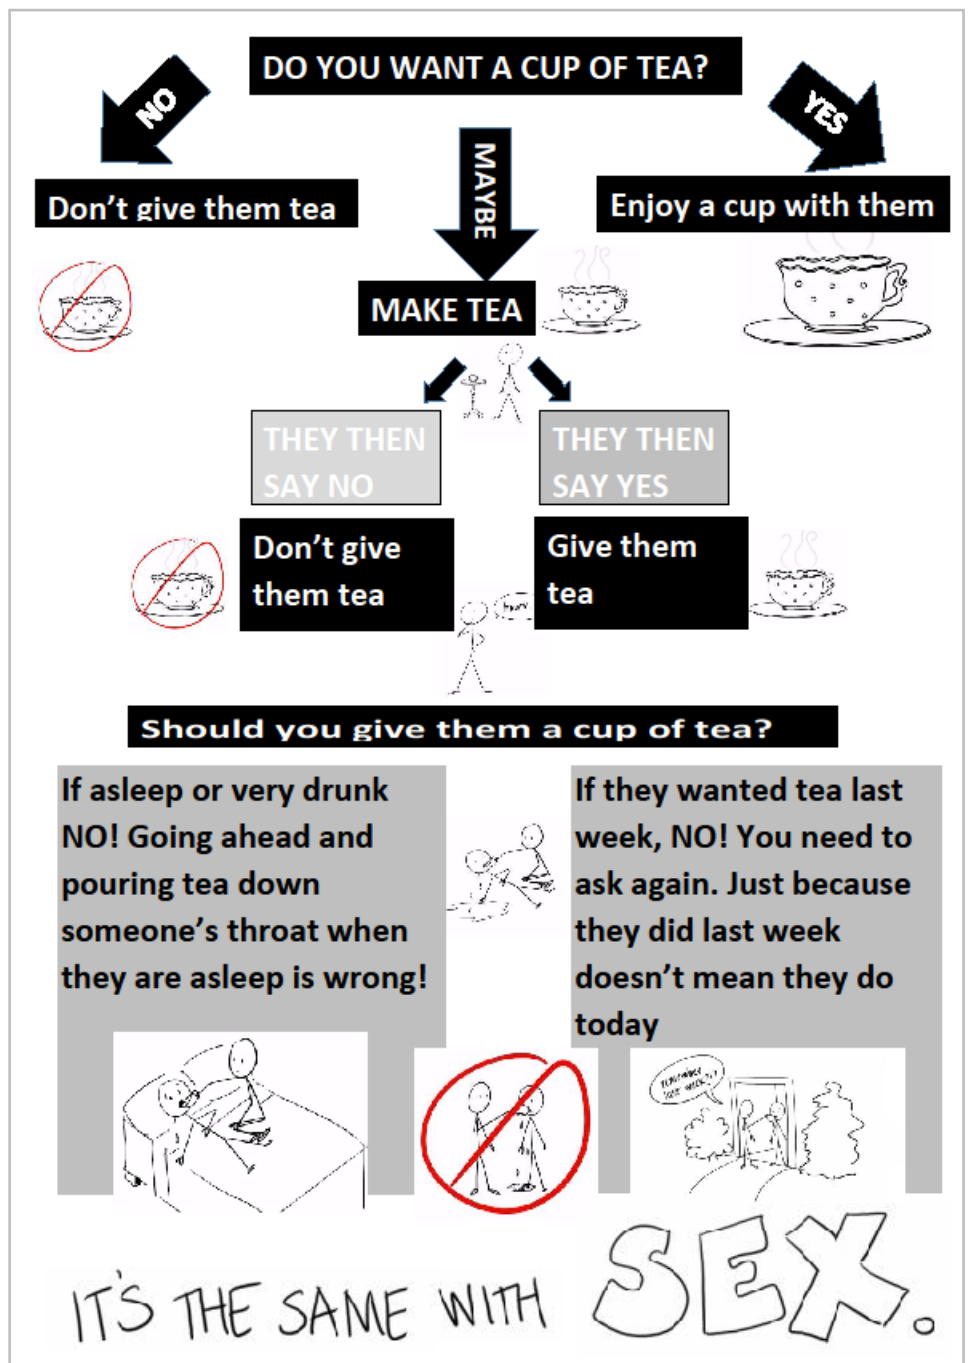 DO YOU WANT A CUP OF TEA?
NO
YES
MAYBE
Don't give them tea
Enjoy a cup with them
MAKE TEA
THEY THEN
SAY NO
THEY THEN
SAY YES
Don't give
them tea
Give them
tea
Should you give them a cup of tea?
If asleep or very drunk
NO! Going ahead and
pouring tea down
someone's throat when
they are asleep is wrong!
If they wanted tea last
week, NO! You need to
ask again. Just because
they did last week
doesn't mean they do
today
remember
last week?!
IT'S THE SAME WITH
SEX.